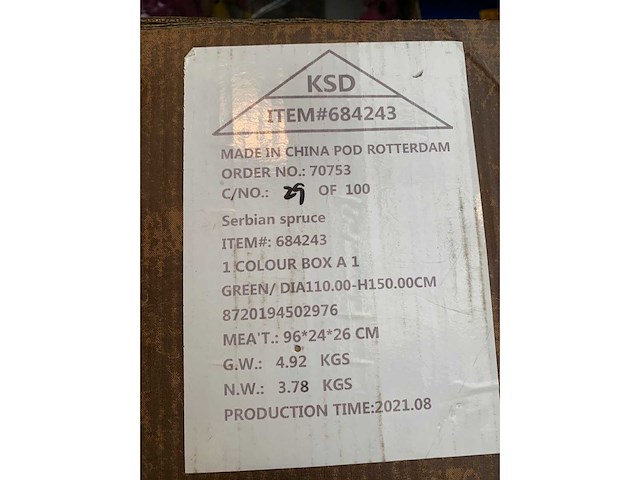 KSD
ITEM#684243
MADE IN CHINA POD ROTTERDAM
ORDER NO.: 70753
C/NO.: 29 OF 100
Serbian spruce
ITEM#: 684243
1 COLOUR BOX A 1
GREEN/ DIA110.00-H150.00CM
8720194502976
MEA'T.: 96*24*26 CM
G.W.: 4.92 KGS
N.W.: 3.78 KGS
PRODUCTION TIME:2021.08